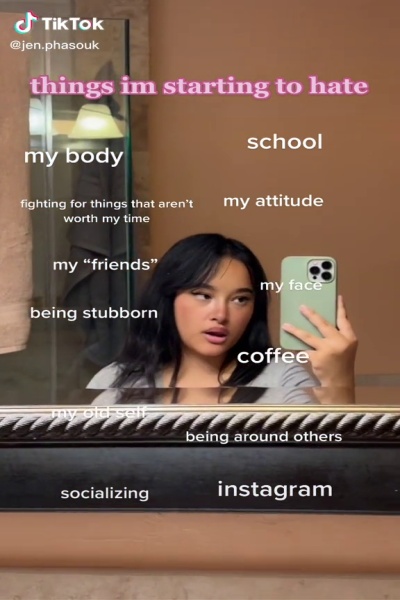 TikTok
@jen.phasouk
things im starting to hate
school
my body
fighting for things that aren't
worth my time
my attitude
my "friends"
my face
being stubborn
coffee
my old self
being around others
socializing
instagram